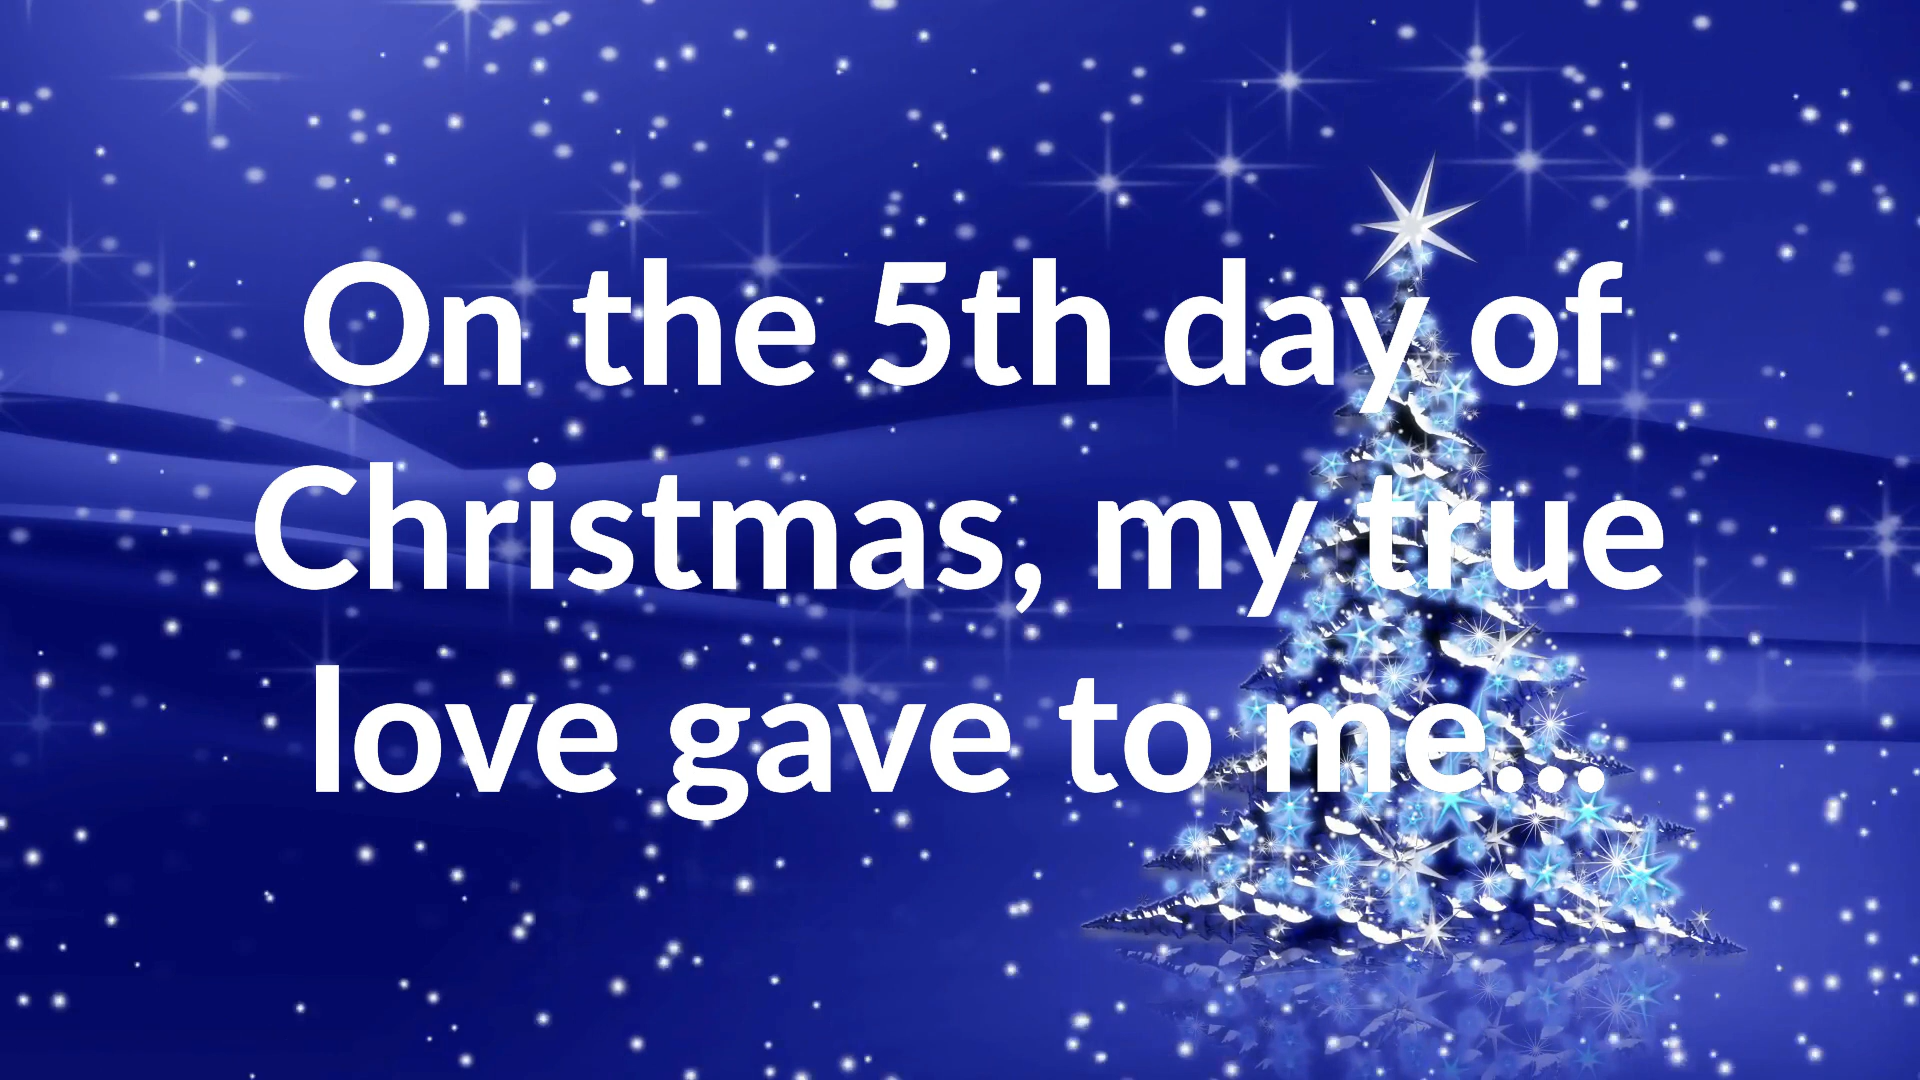 On the 5th day of
Christmas, my true
love gave to me...